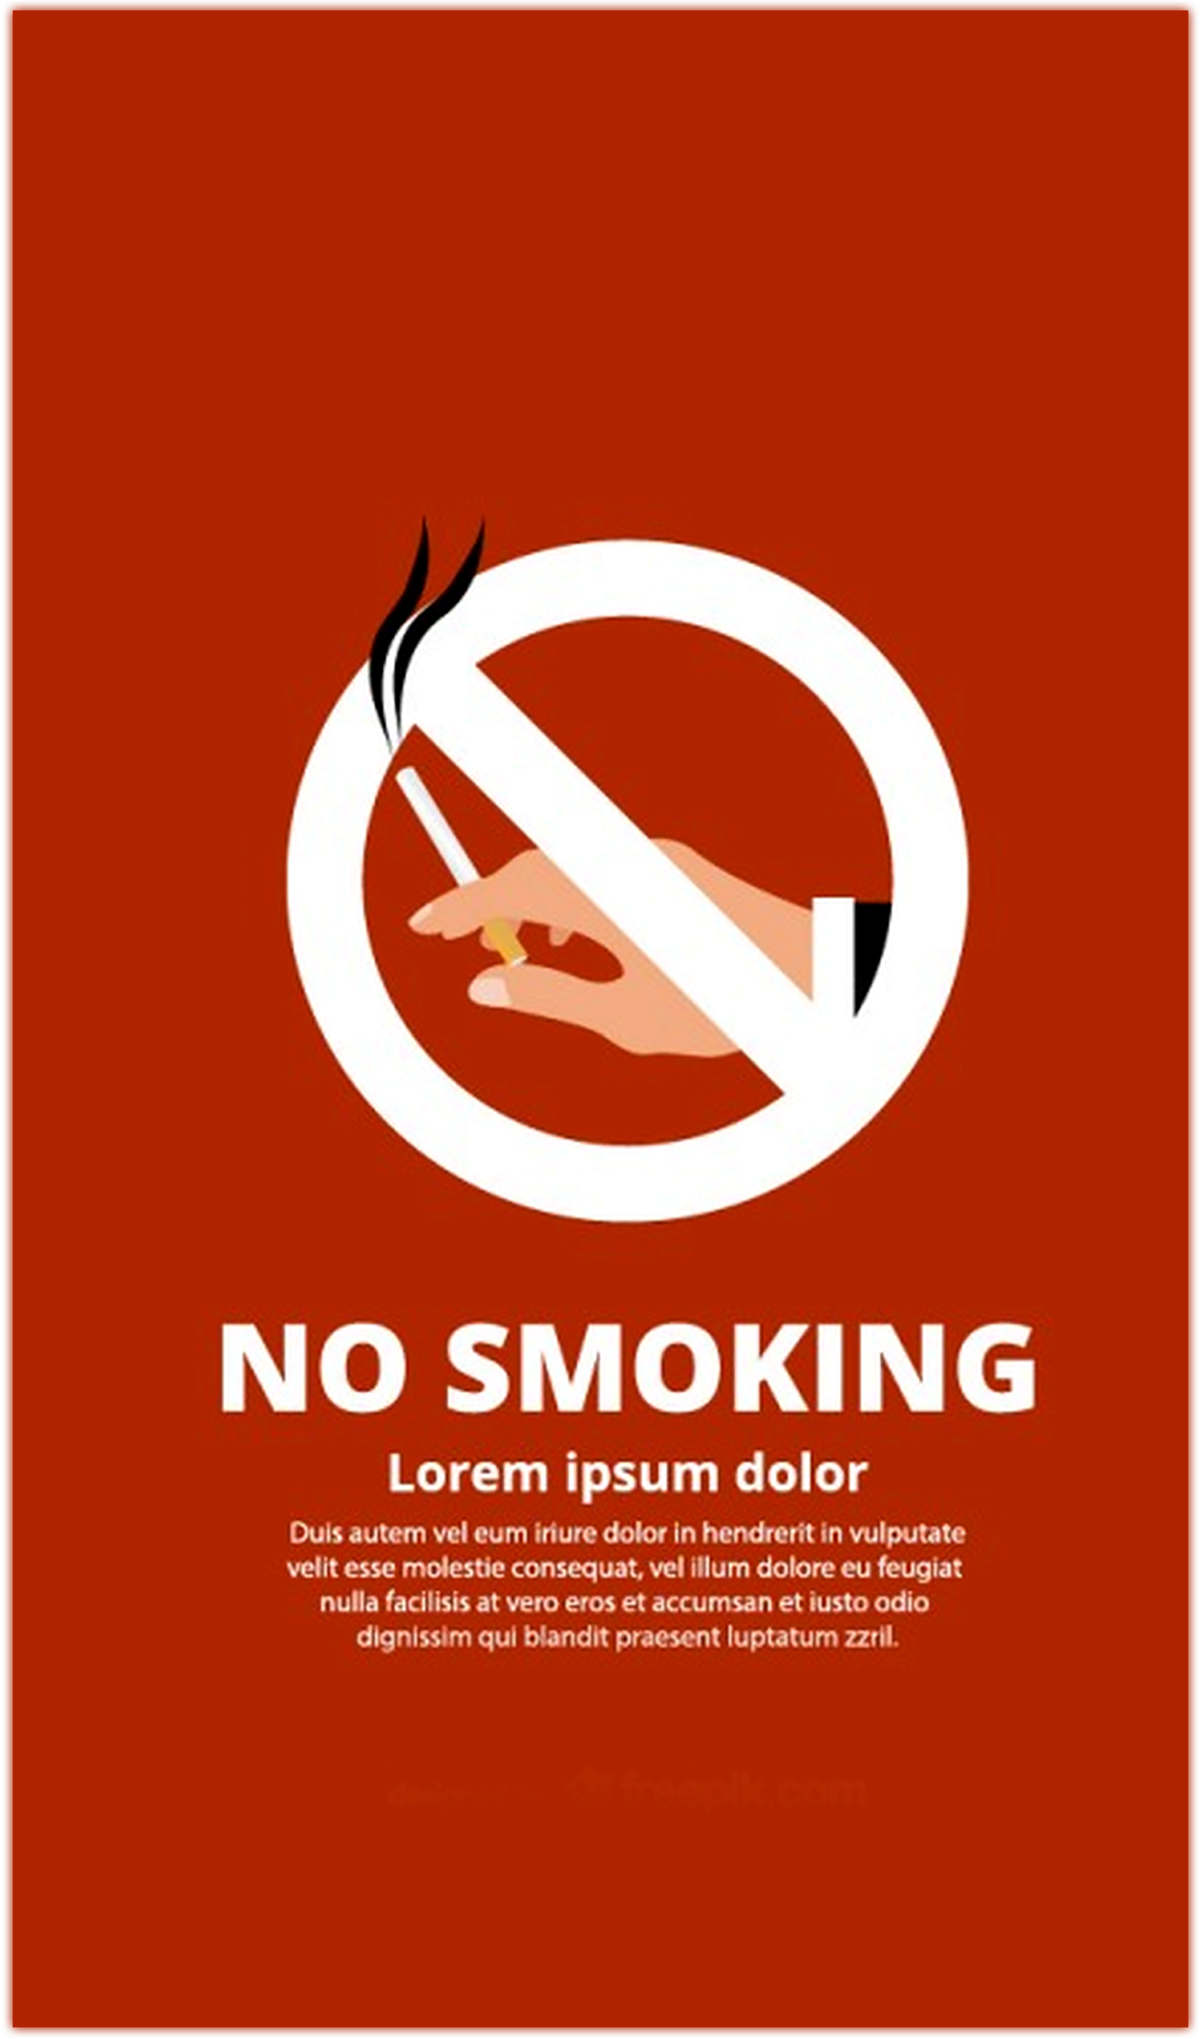 NO SMOKING
Lorem ipsum dolor
Duis autem vel eum iriure dolor in hendrerit in vulputate
velit esse molestie consequat, vel illum dolore eu feugiat
nulla facilisis at vero eros et accumsan et iusto odio
dignissim qui blandit praesent luptatum zzril.
freepik.com